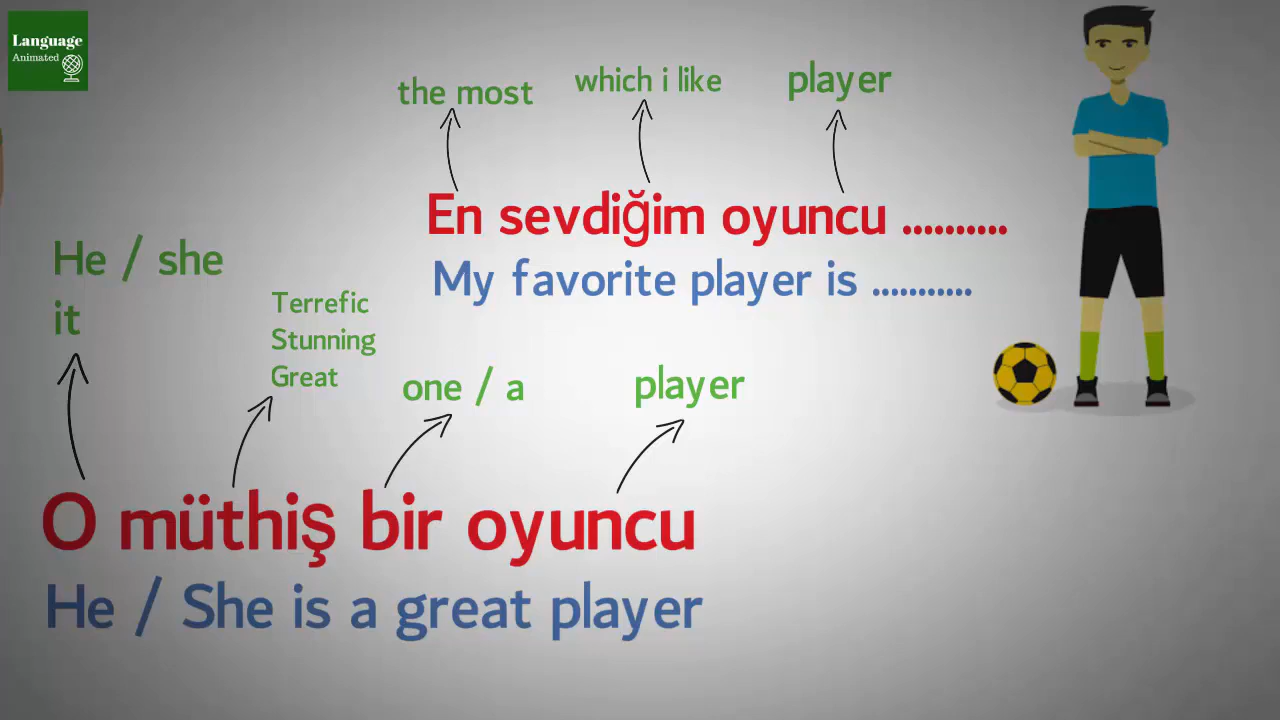 Language
Animated
the most
which i like
player
En sevdiğim oyuncu ..........
My favorite player is ...........
He / she
it
Terrefic
Stunning
Great
one / a
player
O müthiş bir oyuncu
He / She is a great player